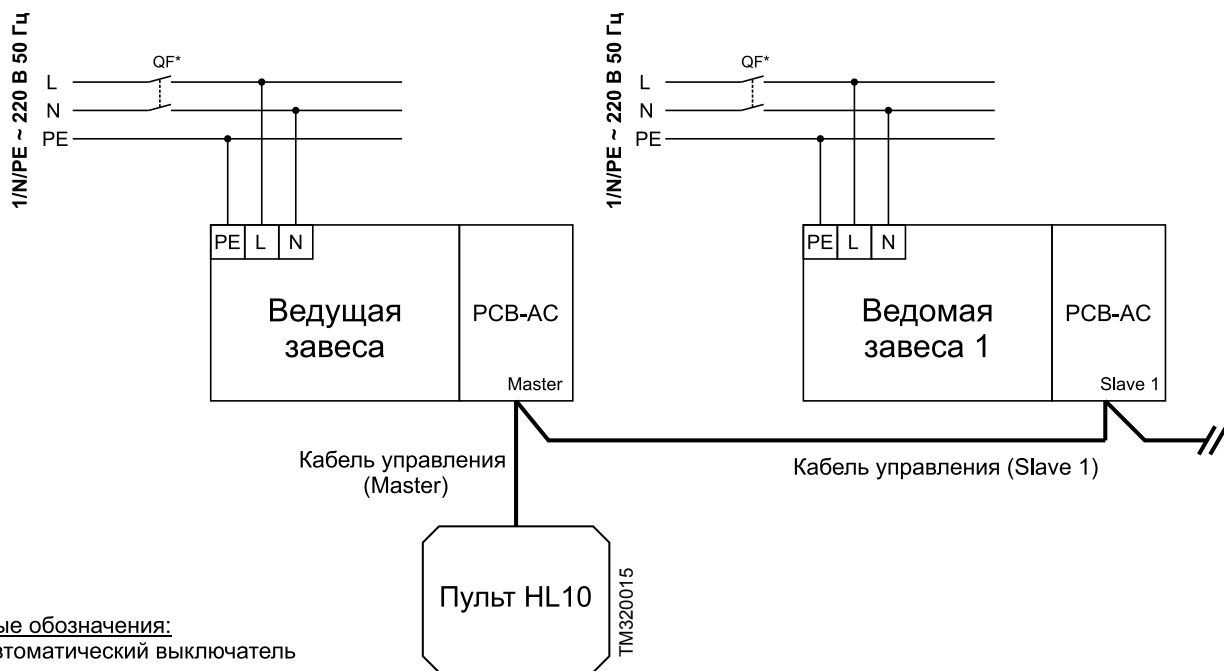 1/N/PE ~ 220 В 50 Гц
QF*
L
N
PE
PE L N
Ведущая
завеса
PCB-AC
Master
1/N/PE ~ 220 В 50 Гц
QF*
L
N
PE
PE L N
Ведомая
завеса 1
PCB-AC
Slave 1
Кабель управления
(Master)
Кабель управления (Slave 1)
Пульт HL10
TM320015
ые обозначения:
втоматический выключатель